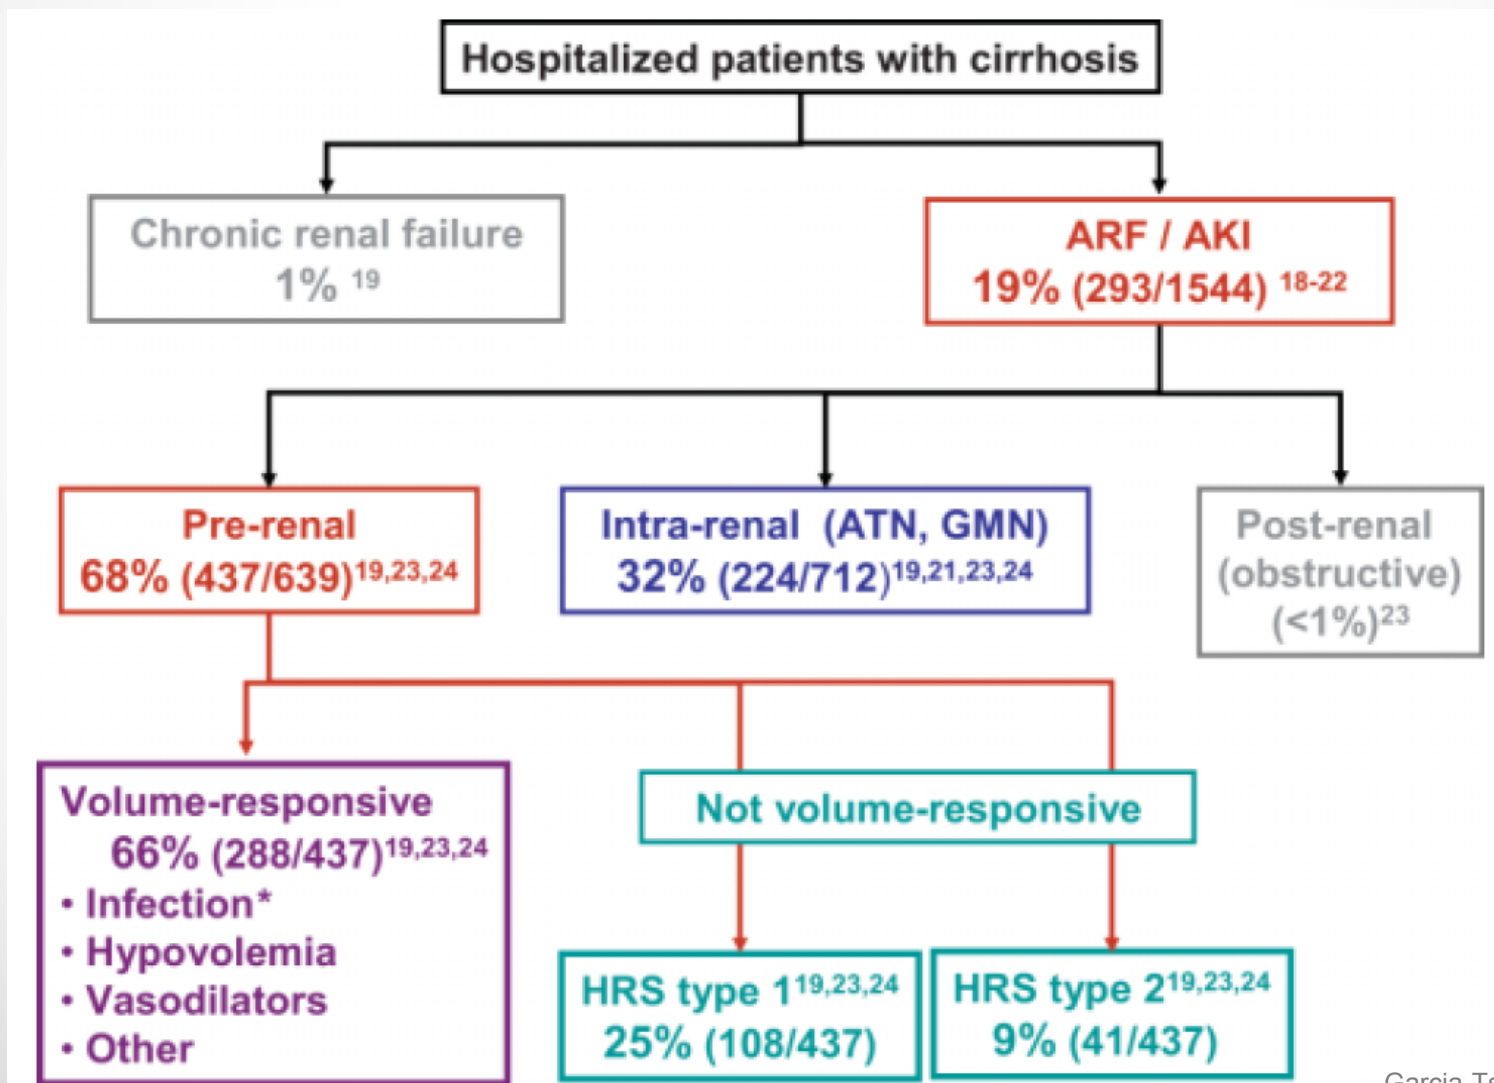 Hospitalized patients with cirrhosis
Chronic renal failure
1% 19
ARF / AKI
19% (293/1544) 18-22
Pre-renal
68% (437/639)19,23,24
Intra-renal (ATN, GMN)
32% (224/712)19,21,23,24
Post-renal
(obstructive)
(<1%)23
Volume-responsive
66% (288/437)19,23,24
• Infection*
• Hypovolemia
• Vasodilators
• Other
Not volume-responsive
HRS type 119,23,24
25% (108/437)
HRS type 219,23,24
9% (41/437)
Garcia-